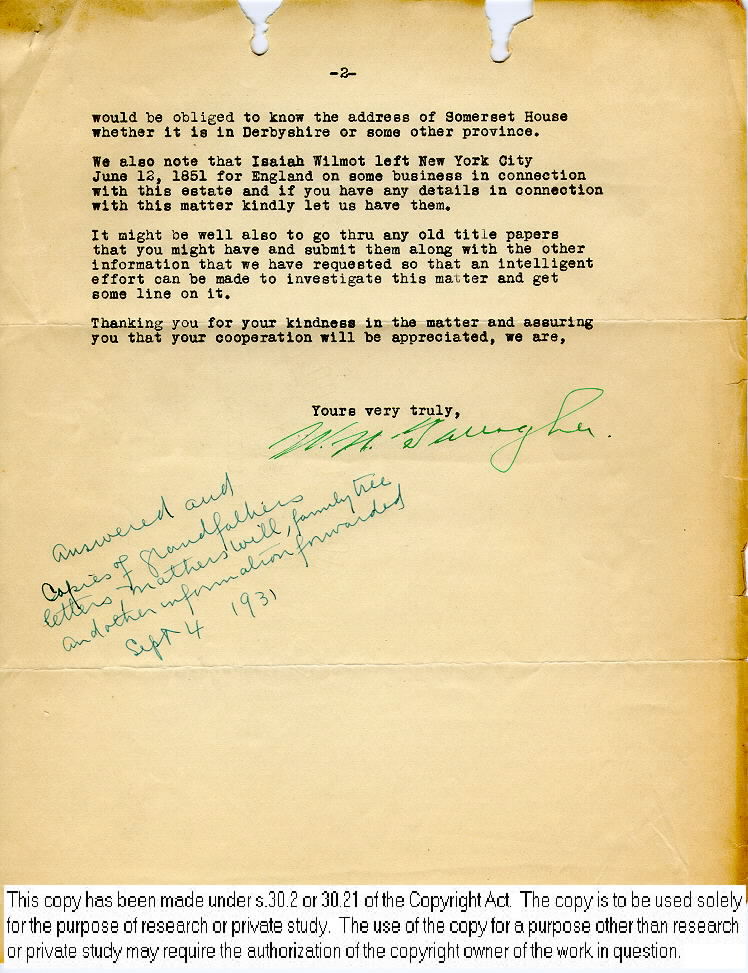 -2-
would be obliged to know the address of Somerset House
whether it is in Derbyshire or some other province.
We also note that Isaiah Wilmot left New York City
June 12, 1851 for England on some business in connection
with this estate and if you have any details in connection
with this matter kindly let us have them.
It might be well also to go thru any old title papers
that you might have and submit them along with the other
information that we have requested so that an intelligent
effort can be made to investigate this matter and get
some line on it.
Thanking you for your kindness in the matter and assuring
you that your cooperation will be appreciated, we are,
Yours very truly,
W. H. Gallagher.
Answered and
Copies of grandfathers
letters, mathers will, family tree
and other information forwarded
Sept 4 1931
This copy has been made under s.30.2 or 30.21 of the Copyright Act. The copy is to be used solely
for the purpose of research or private study. The use of the copy for a purpose other than research
or private study may require the authorization of the copyright owner of the work in question.